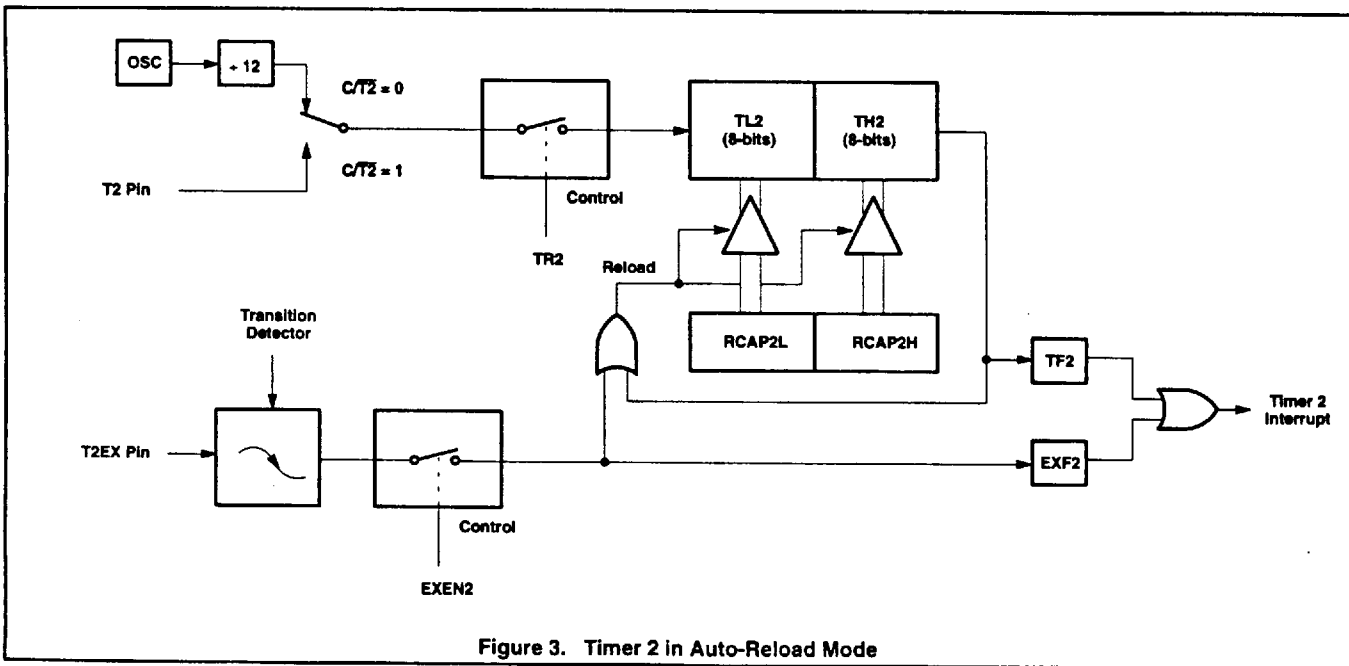 OSC
÷ 12
C/T2 = 0
C/T2 = 1
T2 Pin
Control
TR2
TL2
(8-bits)
TH2
(8-bits)
Reload
RCAP2L
RCAP2H
Transition
Detector
T2EX Pin
Control
EXEN2
TF2
EXF2
Timer 2
Interrupt
Figure 3. Timer 2 in Auto-Reload Mode